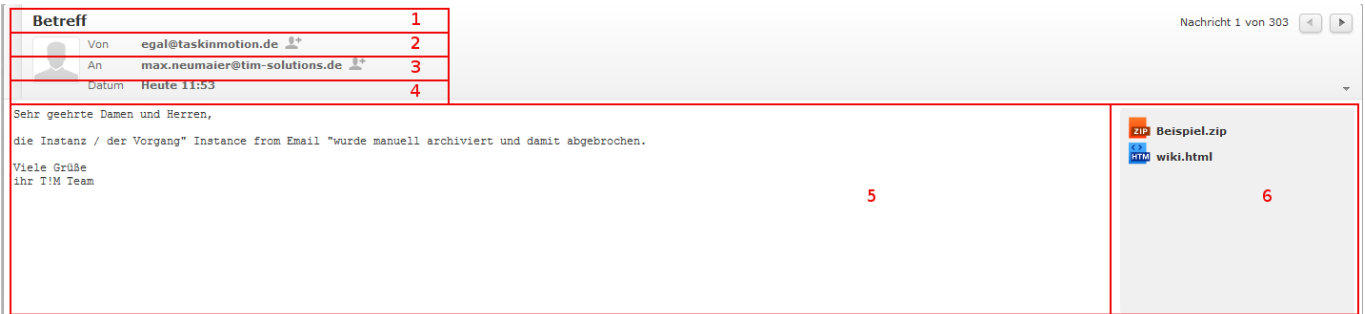 Betreff 1
Nachricht 1 von 303
Von egal@taskinmotion.de 2
An max.neumaier@tim-solutions.de 3
Datum Heute 11:53 4
Sehr geehrte Damen und Herren,
die Instanz / der Vorgang" Instance from Email "wurde manuell archiviert und damit abgebrochen.
Viele Grüße
ihr T!M Team
5
ZIP Beispiel.zip
HTM wiki.html
6